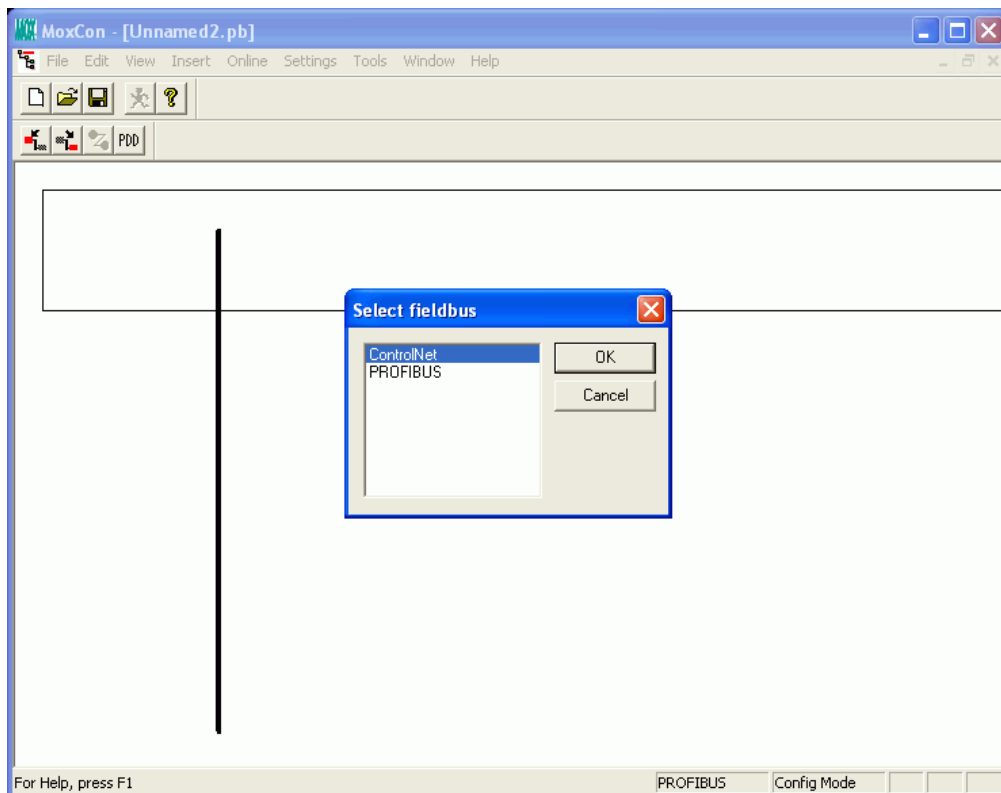 MoxCon - [Unnamed2.pb]
File Edit View Insert Online Settings Tools Window Help
PDD
Select fieldbus
ControlNet
PROFIBUS
OK
Cancel
For Help, press F1
PROFIBUS
Config Mode